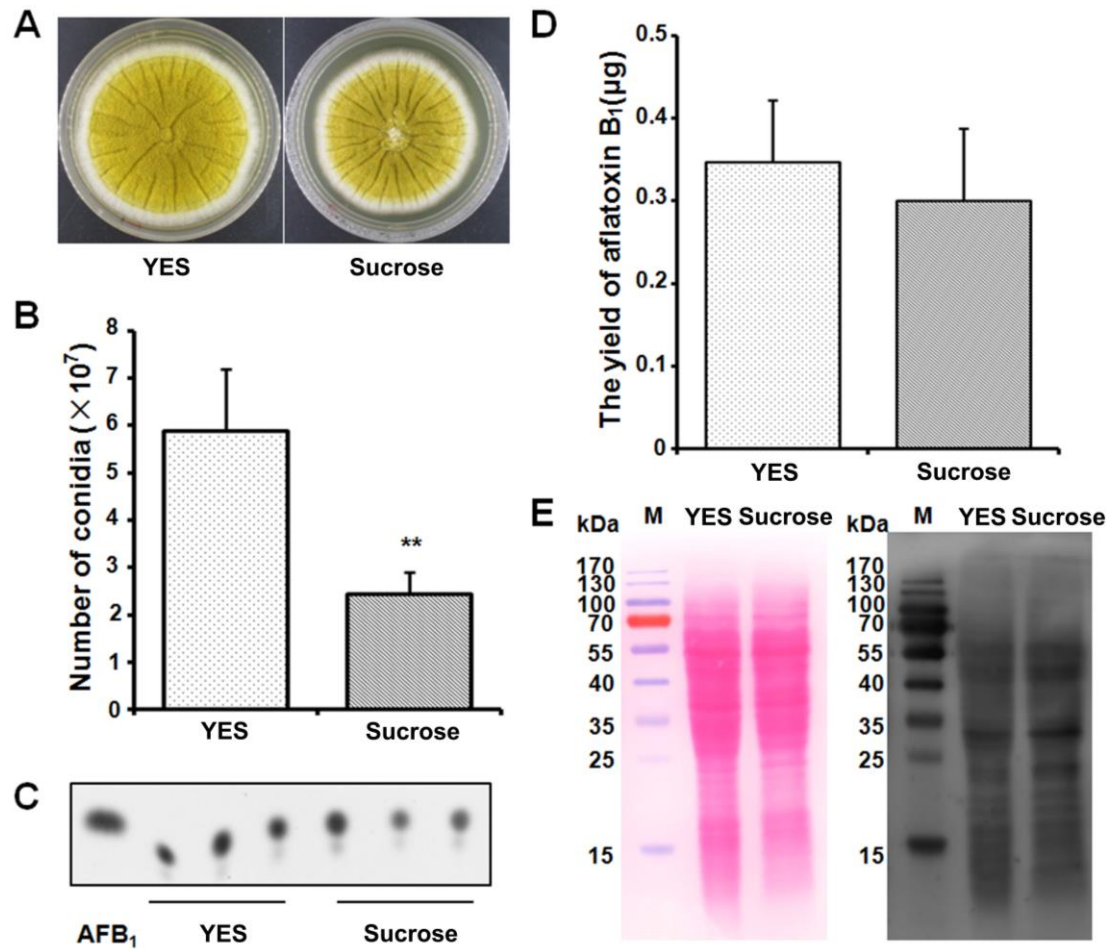 A
YES Sucrose
B
Number of conidia (×10⁷)
8
7
6
5
4
3
2
1
0
**
YES Sucrose
C
AFB₁ YES Sucrose
D
The yield of aflatoxin B₁(µg)
0.5
0.4
0.3
0.2
0.1
0
YES Sucrose
E
kDa M YES Sucrose
170
130
100
70
55
40
35
25
15
kDa M YES Sucrose
170
130
100
70
55
40
35
25
15